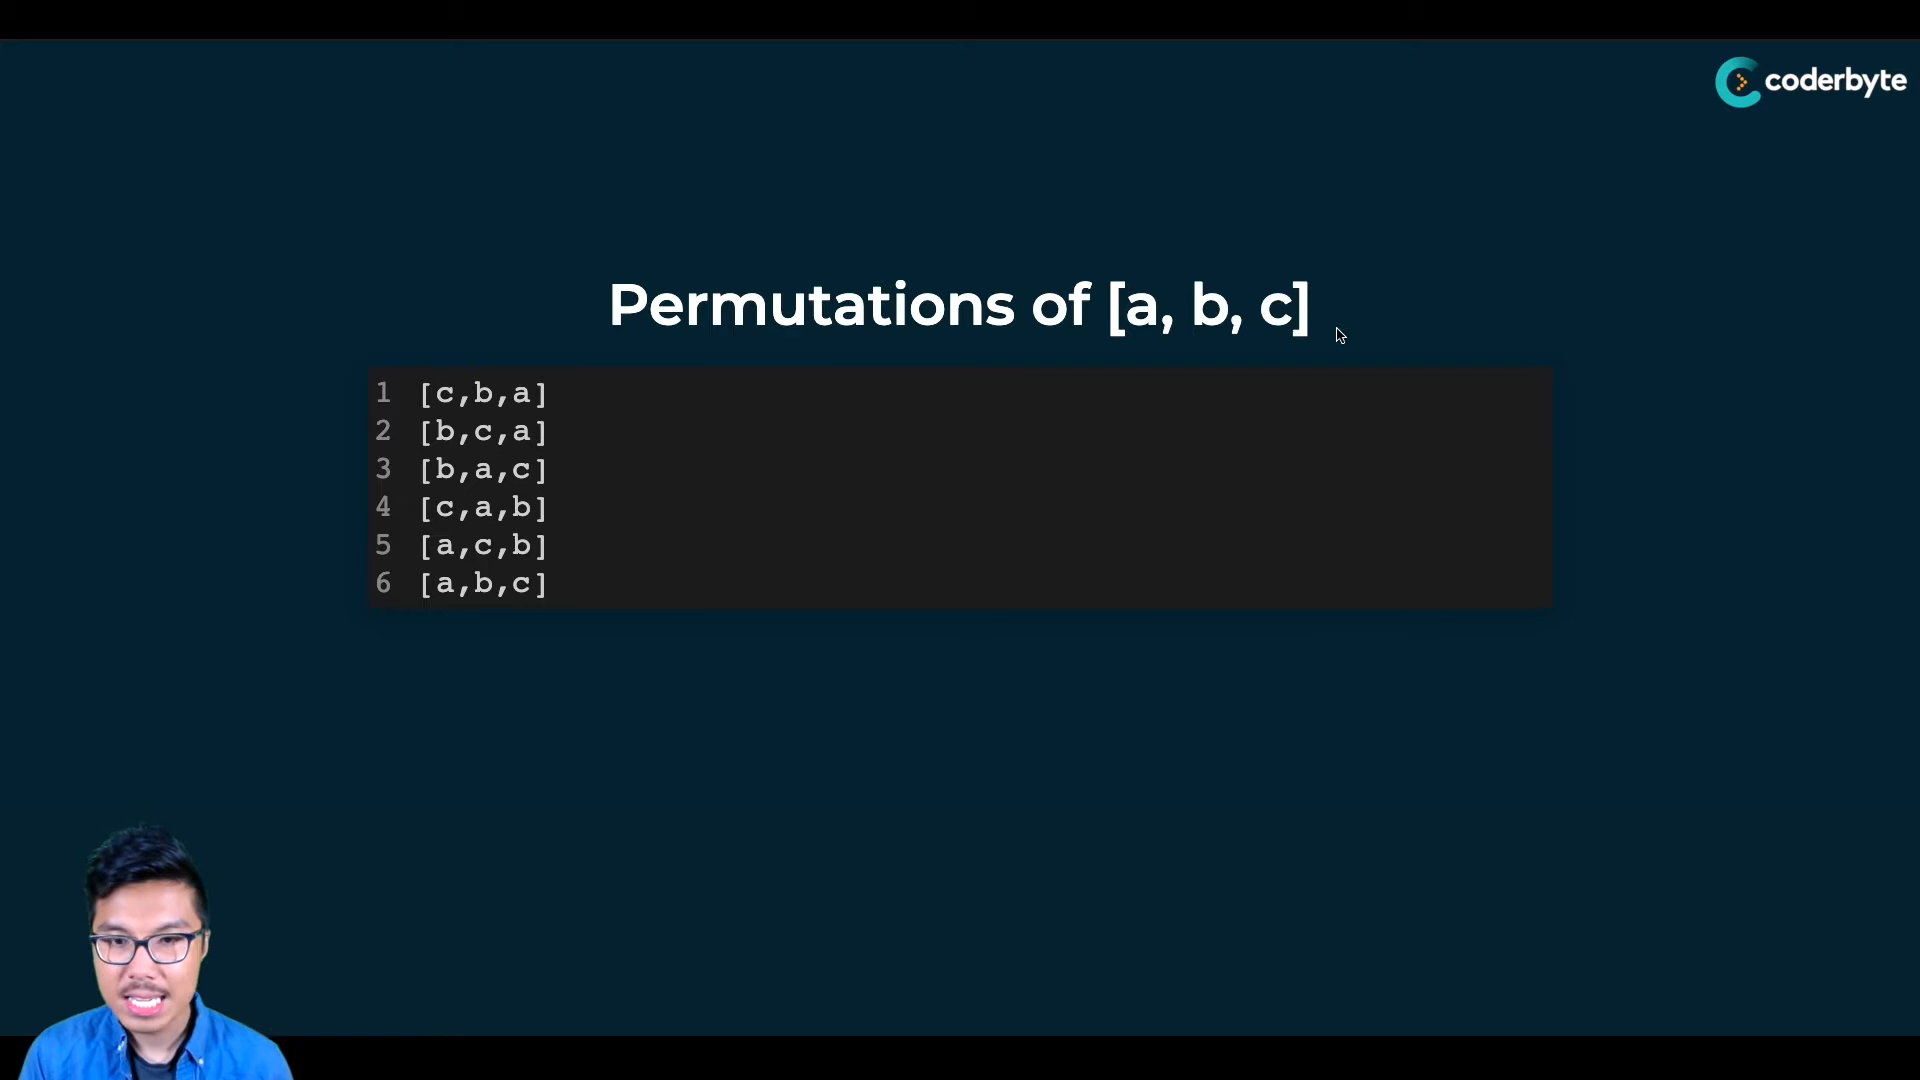 coderbyte
Permutations of [a, b, c]
1 [c,b,a]
2 [b,c,a]
3 [b,a,c]
4 [c,a,b]
5 [a,c,b]
6 [a,b,c]